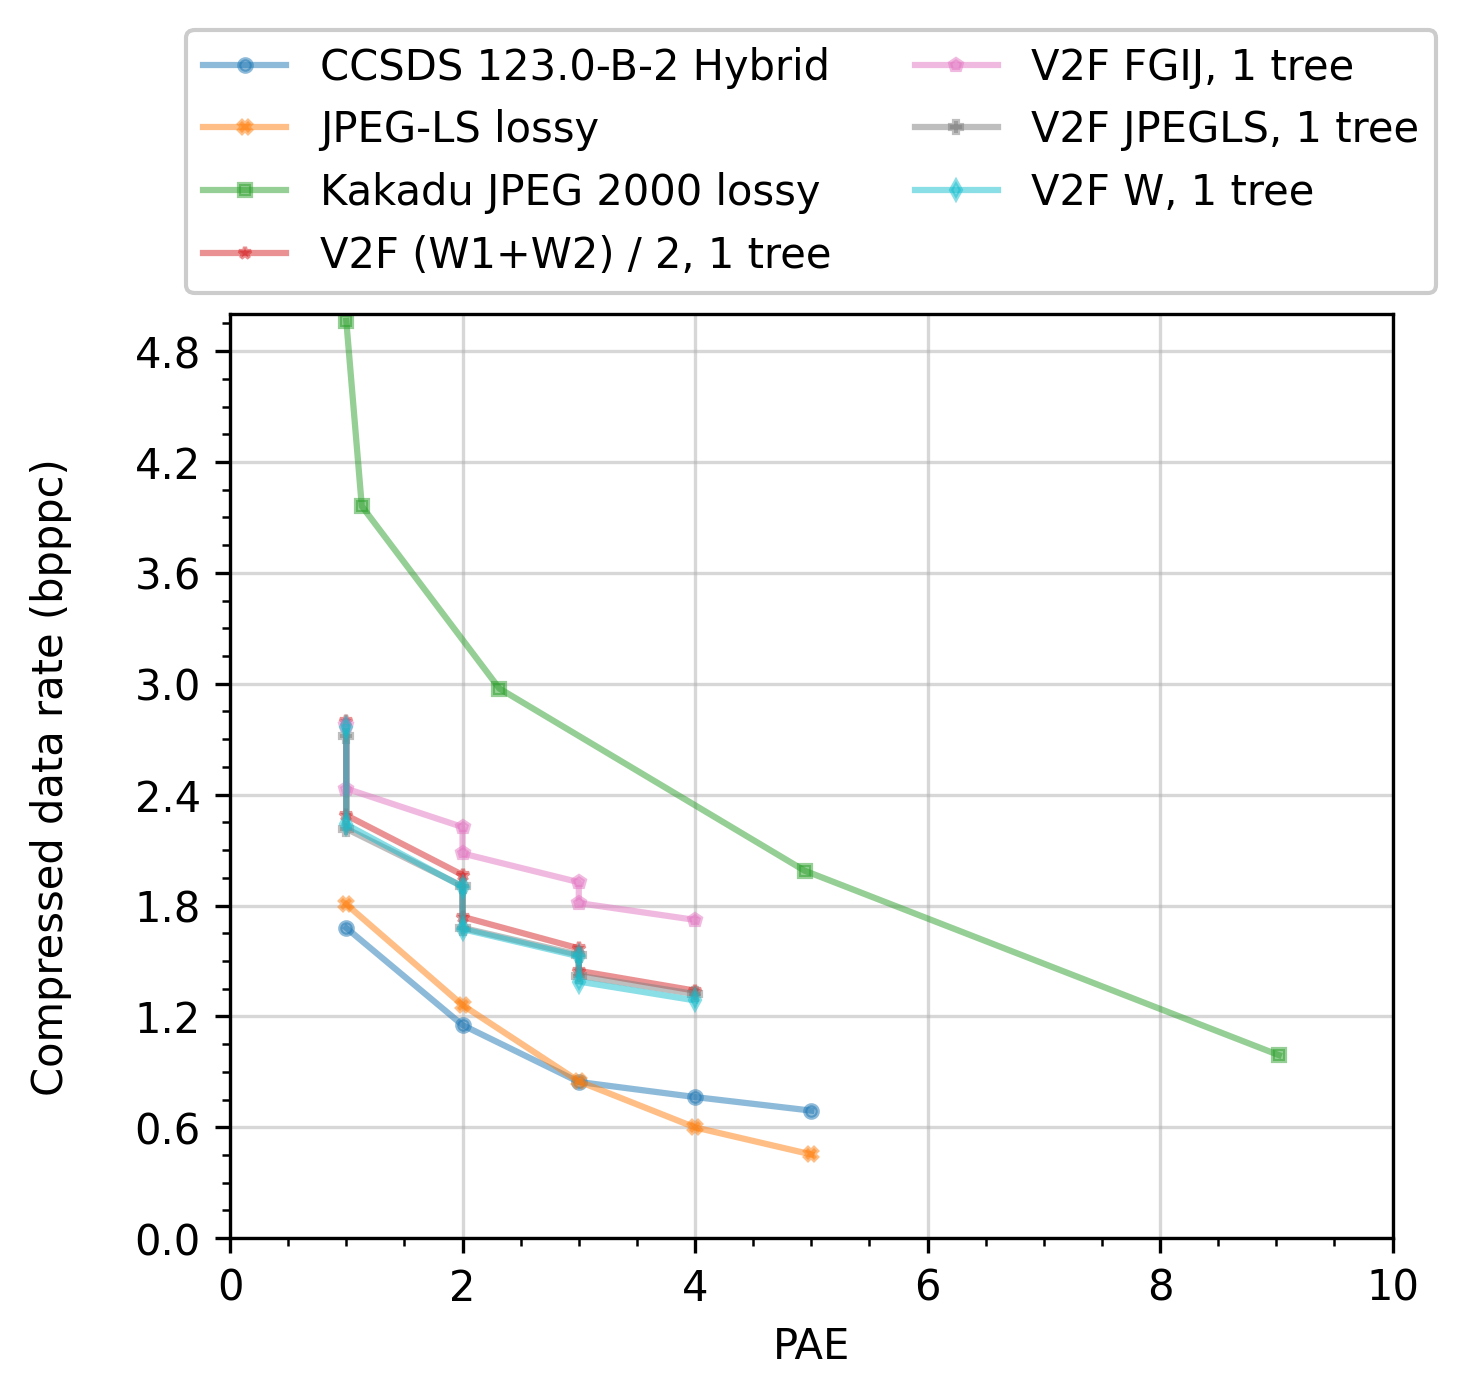 CCSDS 123.0-B-2 Hybrid
JPEG-LS lossy
Kakadu JPEG 2000 lossy
V2F (W1+W2) / 2, 1 tree
V2F FGIJ, 1 tree
V2F JPEGLS, 1 tree
V2F W, 1 tree
Compressed data rate (bpppc)
4.8
4.2
3.6
3.0
2.4
1.8
1.2
0.6
0.0
0 2 4 6 8 10
PAE